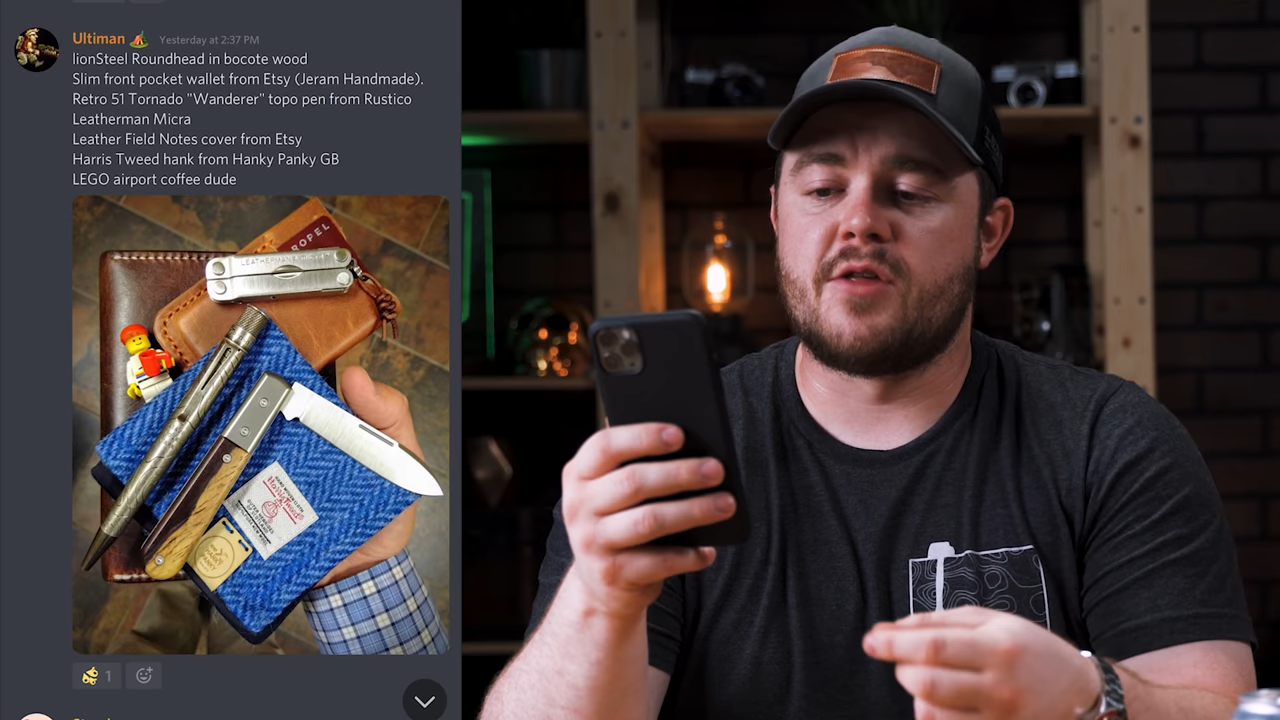 Ultiman Yesterday at 2:37 PM
lionSteel Roundhead in bocote wood
Slim front pocket wallet from Etsy (Jeram Handmade).
Retro 51 Tornado "Wanderer" topo pen from Rustico
Leatherman Micra
Leather Field Notes cover from Etsy
Harris Tweed hank from Hanky Panky GB
LEGO airport coffee dude
LEATHERMAN
Harris Tweed
1